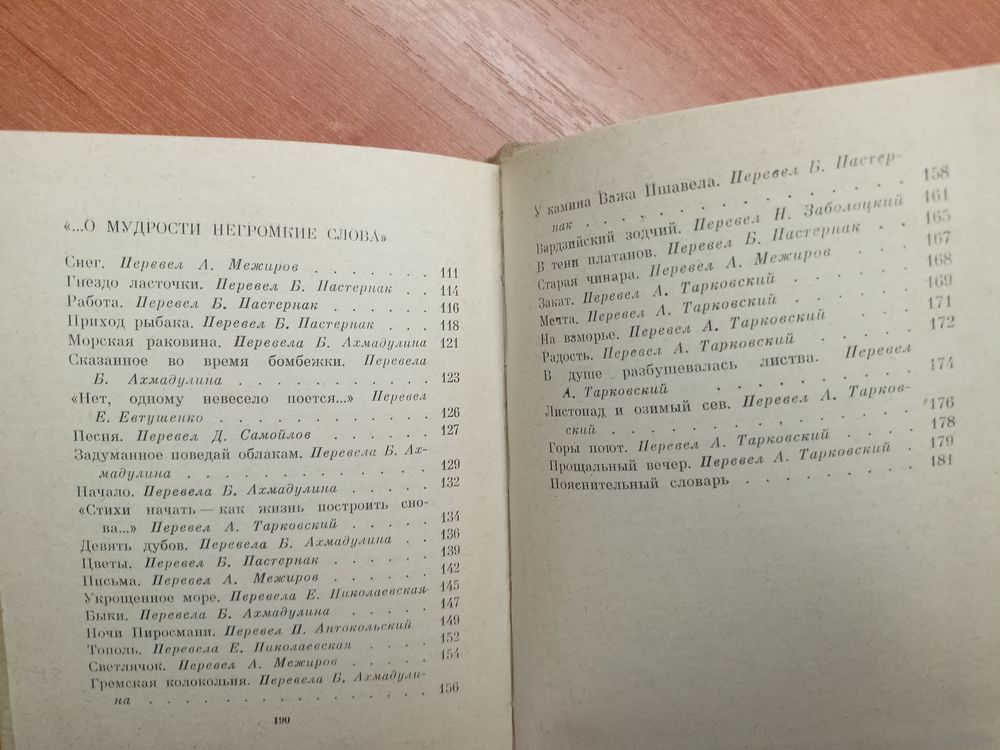 «...О МУДРОСТИ НЕГРОМКИЕ СЛОВА»
Снег. Перевел А. Межиров . . . . . . . 111
Гнездо ласточки. Перевел Б. Пастернак . . 114
Работа. Перевел Б. Пастернак . . . . . . 116
Приход рыбака. Перевел Б. Пастернак . . . 118
Морская раковина. Перевела Б. Ахмадулина 121
Сказанное во время бомбежки. Перевела
Б. Ахмадулина . . . . . . . . . . 123
«Нет, одному невесело поется...» Перевел
Е. Евтушенко . . . . . . . . . . . 126
Песня. Перевел Д. Самойлов . . . . . . 127
Задуманное поведай облакам. Перевела Б. Ах-
мадулина . . . . . . . . . . . . . 129
Начало. Перевела Б. Ахмадулина . . . . . 132
«Стихи начать — как жизнь построить сно-
ва...» Перевел А. Тарковский . . . . . 134
Девять дубов. Перевела Б. Ахмадулина . . 136
Цветы. Перевел Б. Пастернак . . . . . . 139
Письма. Перевел А. Межиров . . . . . . 142
Укрощенное море. Перевела Е. Николаевская 145
Быки. Перевела Б. Ахмадулина . . . . . 147
Ночи Пиросмани. Перевел П. Антокольский 149
Тополь. Перевела Е. Николаевская . . . . 152
Светлячок. Перевел А. Межиров . . . . . 154
Гремская колокольня. Перевела Б. Ахмадули-
на . . . . . . . . . . . . . . . 156
190
У камина Важа Пшавела. Перевел Б. Пастер-
нак . . . . . . . . . . . . . . . 158
Вардзийский зодчий. Перевел Н. Заболоцкий 161
В тени платанов. Перевел Б. Пастернак . . 165
Старая чинара. Перевел А. Межиров . . . 167
Закат. Перевел А. Тарковский . . . . . . 168
Мечта. Перевел А. Тарковский . . . . . . 169
На взморье. Перевел А. Тарковский . . . . 171
Радость. Перевел А. Тарковский . . . . . 172
В душе разбушевалась листва. Перевел
А. Тарковский . . . . . . . . . . 174
Листопад и озимый сев. Перевел А. Тарков-
ский . . . . . . . . . . . . . . 176
Горы поют. Перевел А. Тарковский . . . . 178
Прощальный вечер. Перевел А. Тарковский . 179
Пояснительный словарь . . . . . . . . 181